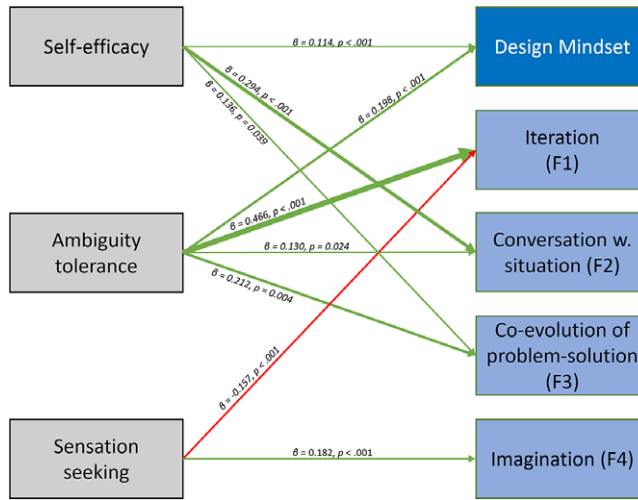 Self-efficacy
ϐ = 0.114, p < .001
Design Mindset
ϐ = 0.294, p < .001
ϐ = 0.136, p = 0.039
ϐ = 0.198, p < .001
Iteration
(F1)
ϐ = 0.466, p < .001
Ambiguity
tolerance
ϐ = 0.130, p = 0.024
Conversation w.
situation (F2)
ϐ = 0.212, p = 0.004
Co-evolution of
problem-solution
(F3)
ϐ = -0.157, p < .001
Sensation
seeking
ϐ = 0.182, p < .001
Imagination (F4)